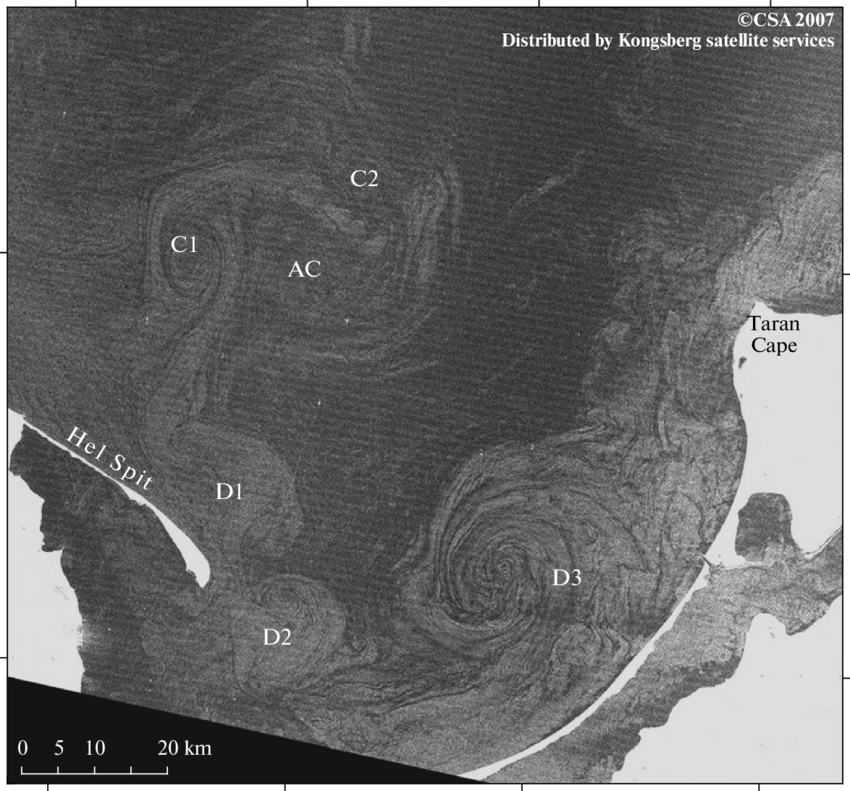 ©CSA 2007
Distributed by Kongsberg satellite services
C2
C1
AC
Taran
Cape
Hel Spit
D1
D3
D2
0 5 10 20 km